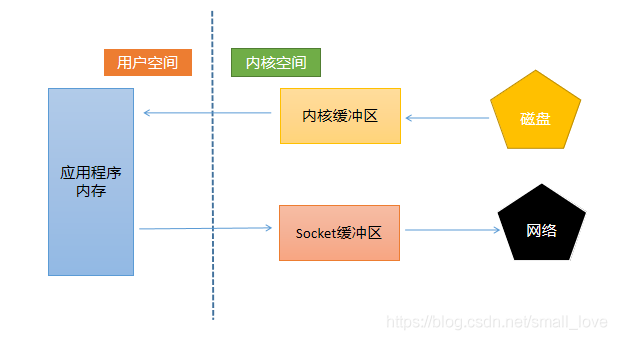 用户空间
内核空间
内核缓冲区
磁盘
应用程序
内存
Socket缓冲区
网络
https://blog.csdn.net/small_love